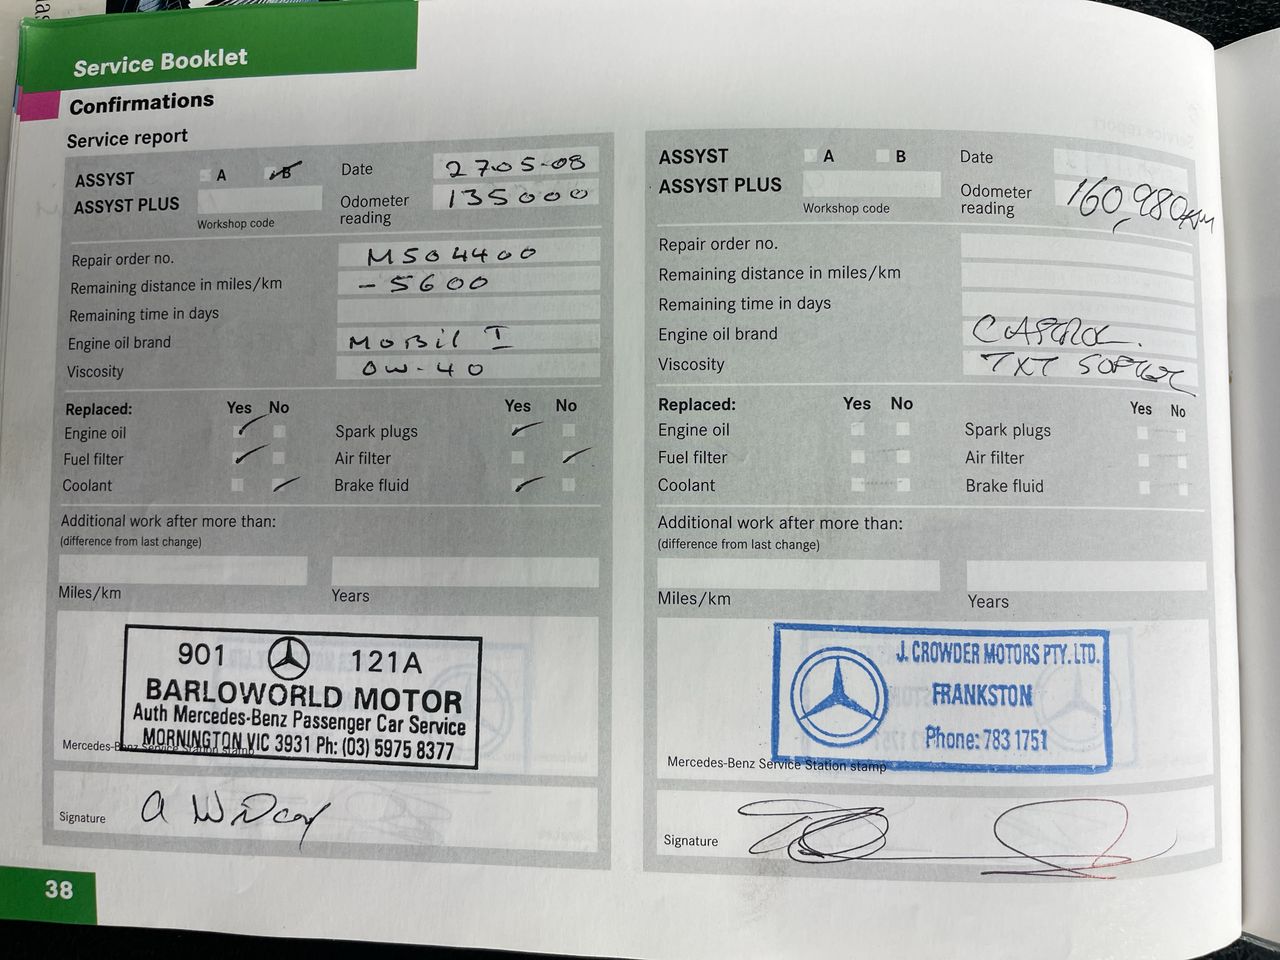 Service Booklet
Confirmations
Service report
ASSYST A B Date 27-05-08
ASSYST PLUS Workshop code Odometer reading 135000
Repair order no. M504400
Remaining distance in miles/km -5600
Remaining time in days
Engine oil brand MOBIL 1
Viscosity 0W-40
Replaced: Yes No Yes No
Engine oil Spark plugs
Fuel filter Air filter
Coolant Brake fluid
Additional work after more than:
(difference from last change)
Miles/km Years
901 121A
BARLOWORLD MOTOR
Auth Mercedes-Benz Passenger Car Service
MORNINGTON VIC 3931 Ph: (03) 5975 8377
Mercedes-Benz Service Station stamp
Signature
38
ASSYST A B Date
ASSYST PLUS Workshop code Odometer reading 160,980KM
Repair order no.
Remaining distance in miles/km
Remaining time in days
Engine oil brand CASTROL.
Viscosity TXT
Replaced: Yes No Yes No
Engine oil Spark plugs
Fuel filter Air filter
Coolant Brake fluid
Additional work after more than:
(difference from last change)
Miles/km Years
J. CROWDER MOTORS PTY. LTD.
FRANKSTON
Phone: 783 1751
Mercedes-Benz Service Station stamp
Signature